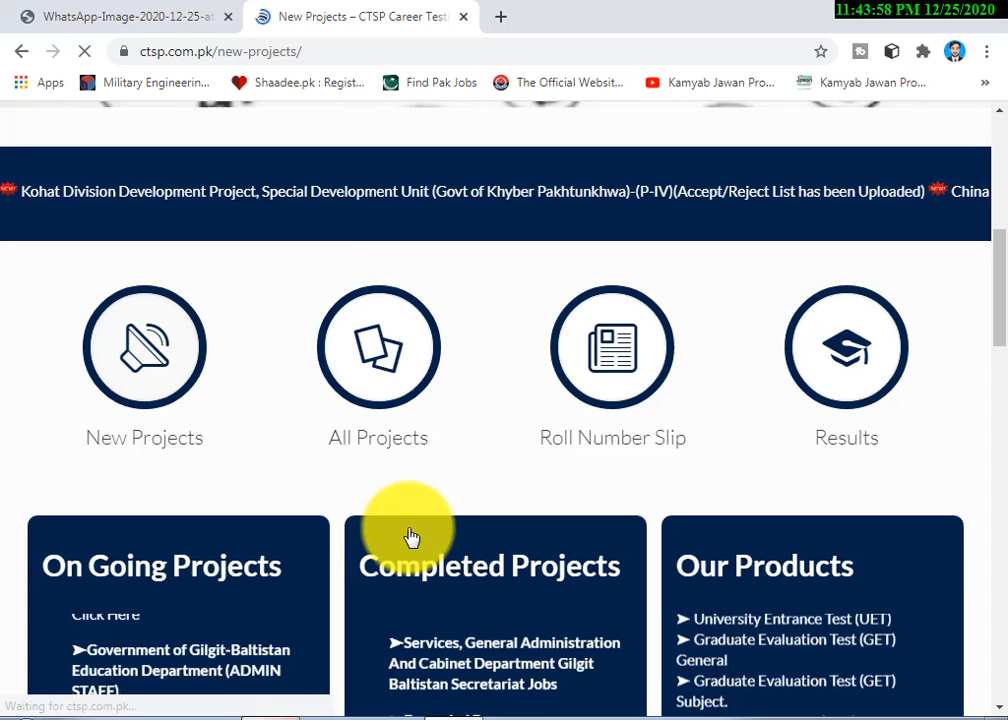 11:43:58 PM 12/25/2020
WhatsApp-Image-2020-12-25-at
New Projects – CTSP Career Test
ctsp.com.pk/new-projects/
Apps
Military Engineerin...
Shaadee.pk : Regist...
Find Pak Jobs
The Official Websit...
Kamyab Jawan Pro...
Kamyab Jawan Pro...
»
NEW! Kohat Division Development Project, Special Development Unit (Govt of Khyber Pakhtunkhwa)-(P-IV)(Accept/Reject List has been Uploaded) NEW! China
New Projects
All Projects
Roll Number Slip
Results
On Going Projects
Click Here
➤Government of Gilgit-Baltistan
Education Department (ADMIN
STAFF)
Completed Projects
➤Services, General Administration
And Cabinet Department Gilgit
Baltistan Secretariat Jobs
Our Products
➤ University Entrance Test (UET)
➤ Graduate Evaluation Test (GET)
General
➤ Graduate Evaluation Test (GET)
Subject.
Waiting for ctsp.com.pk...